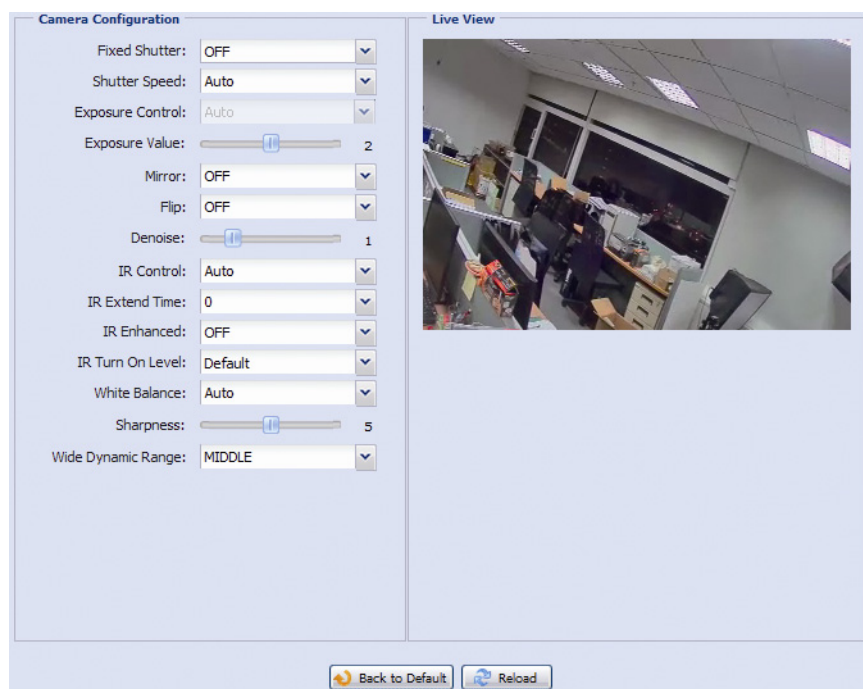 Camera Configuration
Fixed Shutter: OFF
Shutter Speed: Auto
Exposure Control: Auto
Exposure Value: 2
Mirror: OFF
Flip: OFF
Denoise: 1
IR Control: Auto
IR Extend Time: 0
IR Enhanced: OFF
IR Turn On Level: Default
White Balance: Auto
Sharpness: 5
Wide Dynamic Range: MIDDLE
Live View
Back to Default
Reload